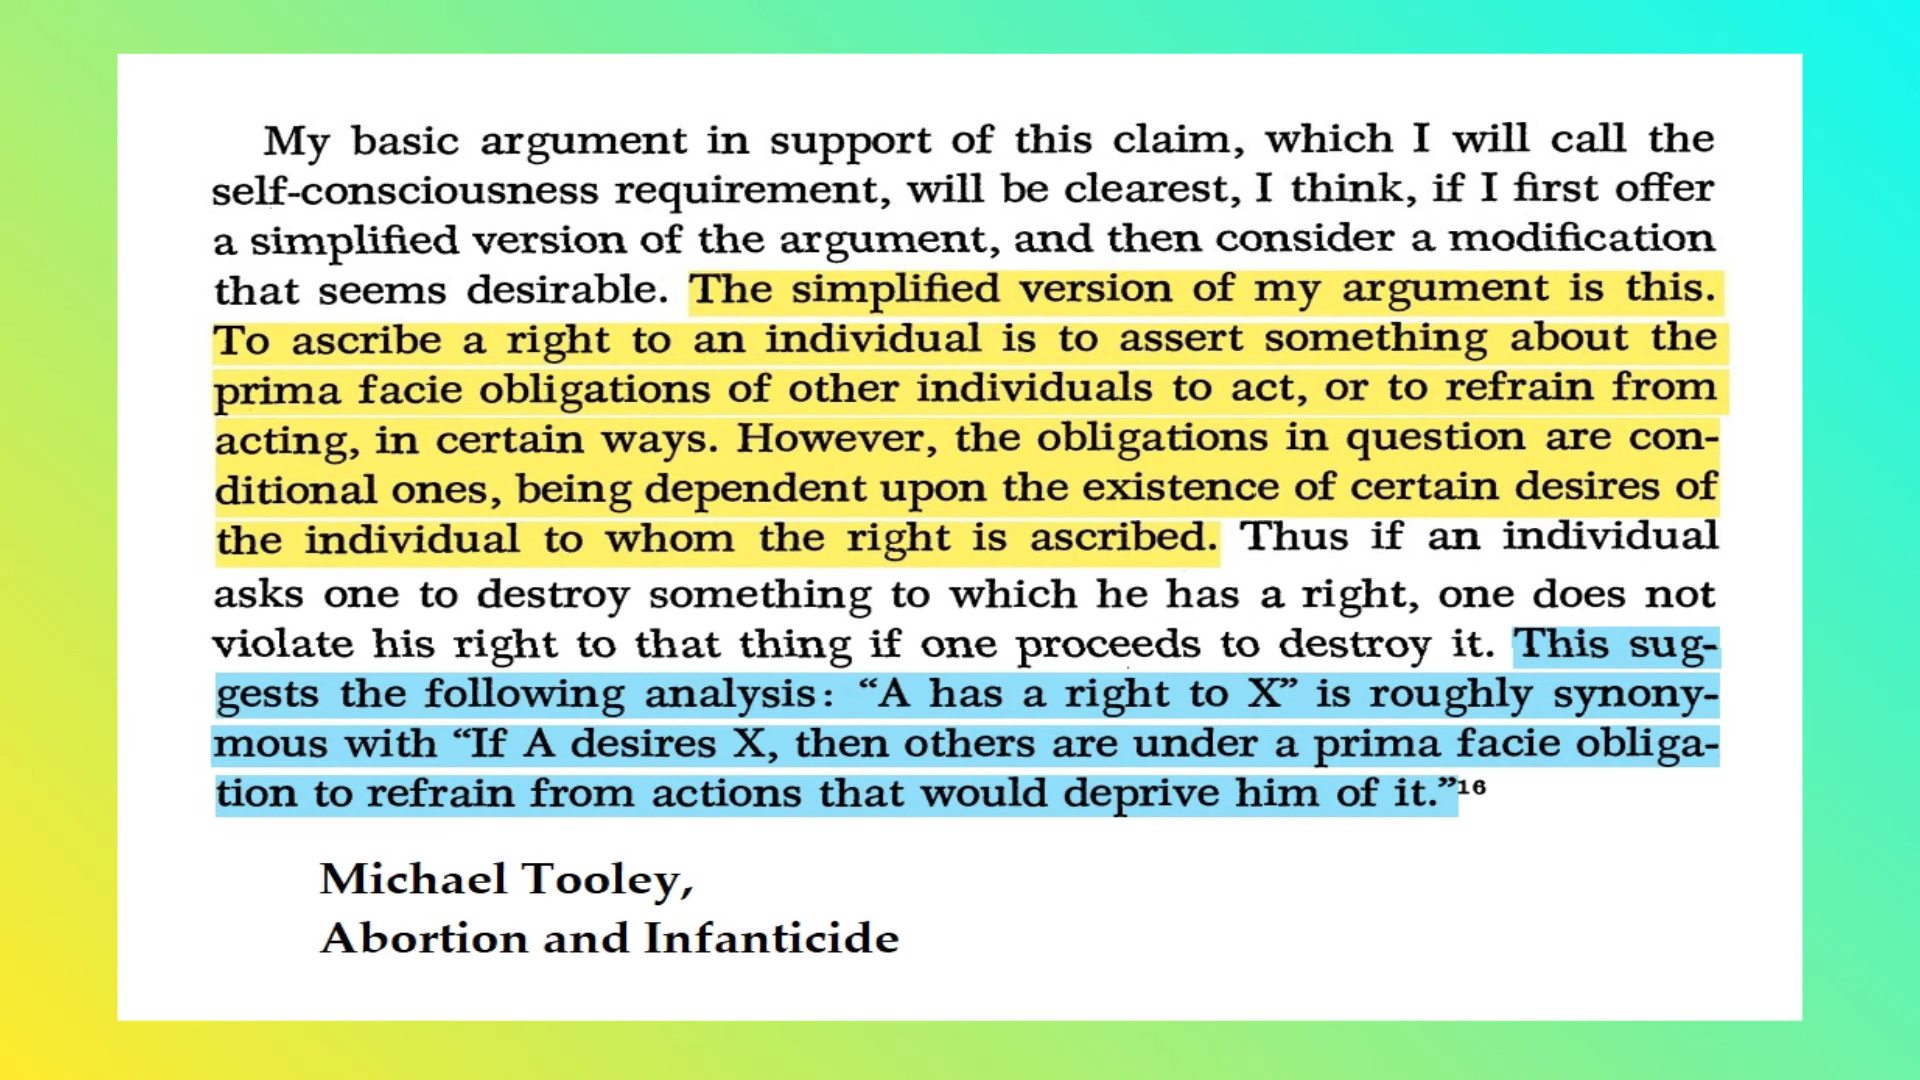 My basic argument in support of this claim, which I will call the
self-consciousness requirement, will be clearest, I think, if I first offer
a simplified version of the argument, and then consider a modification
that seems desirable. The simplified version of my argument is this.
To ascribe a right to an individual is to assert something about the
prima facie obligations of other individuals to act, or to refrain from
acting, in certain ways. However, the obligations in question are con-
ditional ones, being dependent upon the existence of certain desires of
the individual to whom the right is ascribed. Thus if an individual
asks one to destroy something to which he has a right, one does not
violate his right to that thing if one proceeds to destroy it. This sug-
gests the following analysis: “A has a right to X” is roughly synony-
mous with “If A desires X, then others are under a prima facie obliga-
tion to refrain from actions that would deprive him of it.”16
Michael Tooley,
Abortion and Infanticide